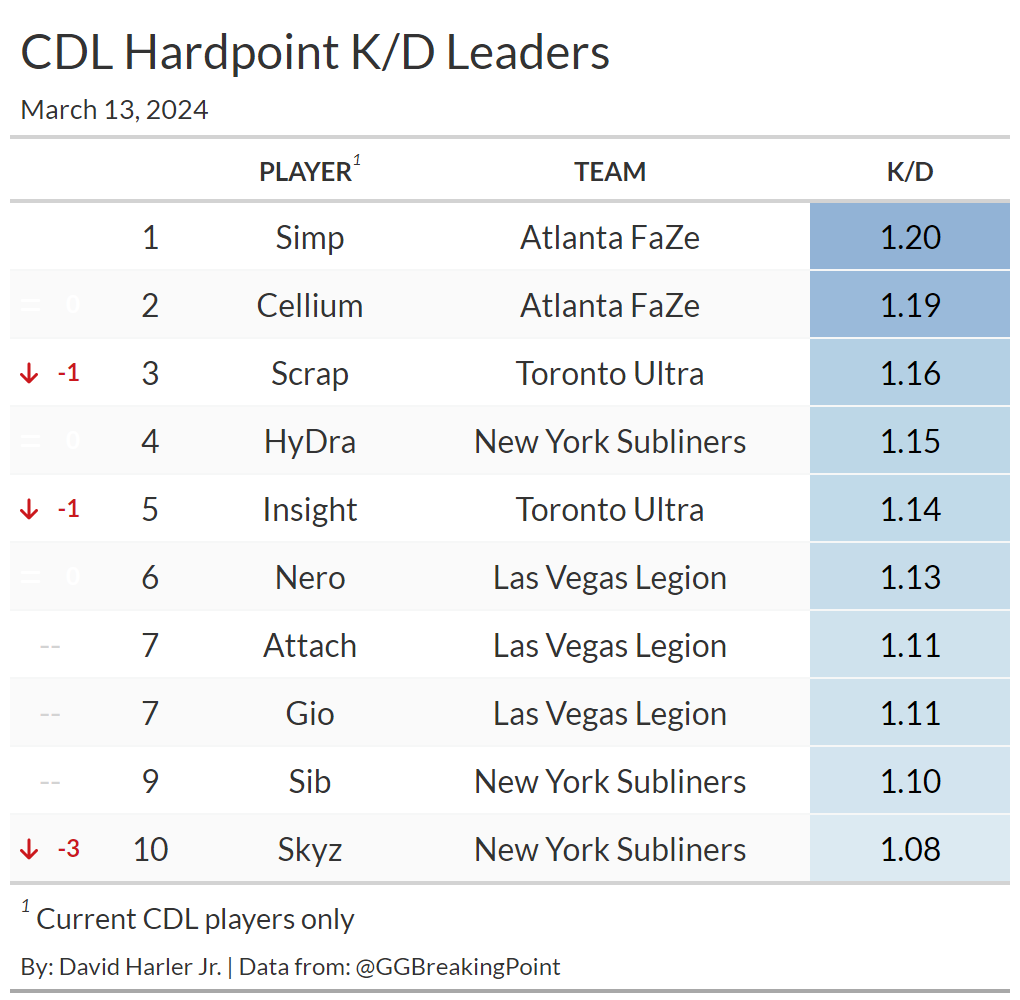 CDL Hardpoint K/D Leaders
March 13, 2024
PLAYER1 TEAM K/D
1 Simp Atlanta FaZe 1.20
= 0 2 Cellium Atlanta FaZe 1.19
↓ -1 3 Scrap Toronto Ultra 1.16
= 0 4 HyDra New York Subliners 1.15
↓ -1 5 Insight Toronto Ultra 1.14
= 0 6 Nero Las Vegas Legion 1.13
-- 7 Attach Las Vegas Legion 1.11
-- 7 Gio Las Vegas Legion 1.11
-- 9 Sib New York Subliners 1.10
↓ -3 10 Skyz New York Subliners 1.08
1 Current CDL players only
By: David Harler Jr. | Data from: @GGBreakingPoint